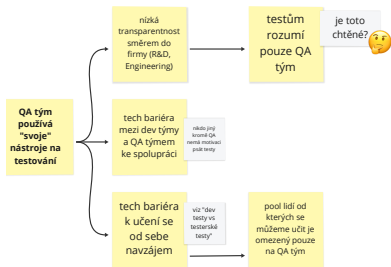 nízká
transparentnost
směrem do
firmy (R&D,
Engineering)
testům
rozumí
pouze QA
tým
je toto
chtěné?
QA tým
používá
"svoje"
nástroje na
testování
tech bariéra
mezi dev týmy
a QA týmem
ke spolupráci
nikdo jiný
kromě QA
nemá motivaci
psát testy
tech bariéra
k učení se
od sebe
navzájem
viz "dev
testy vs
testerské
testy"
pool lidí od
kterých se
můžeme učit je
omezený pouze
na QA tým